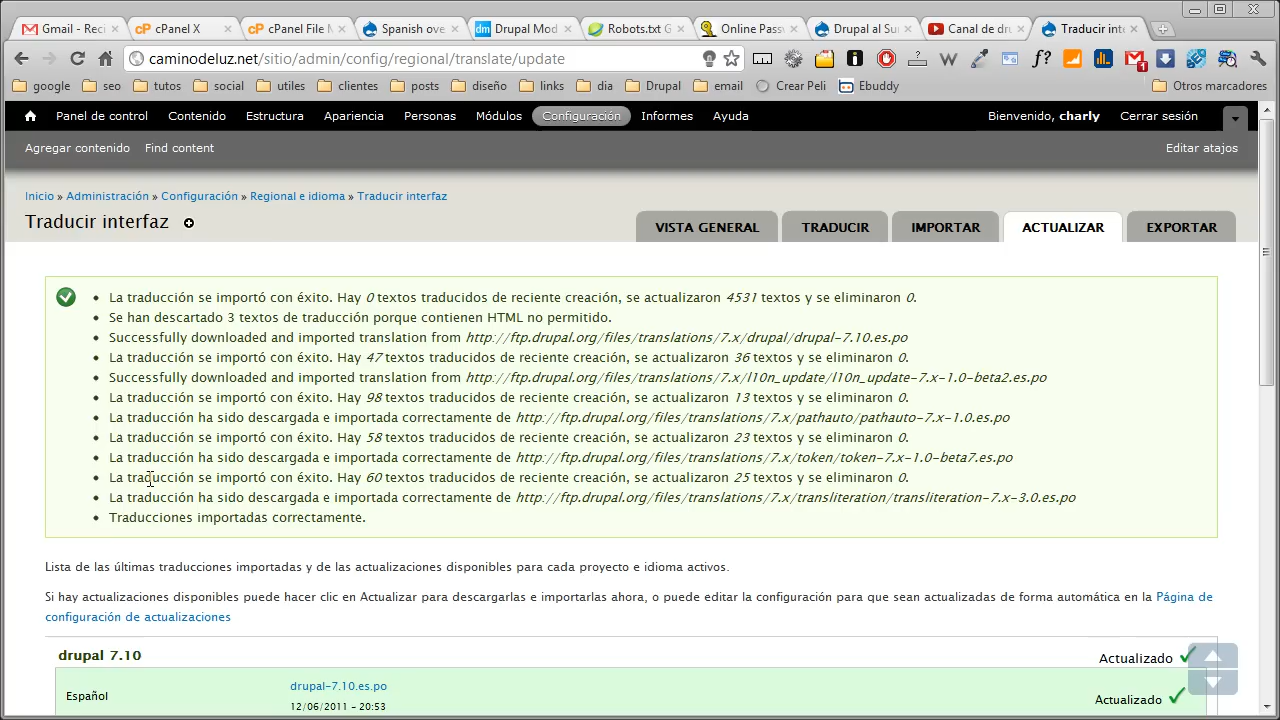 Gmail - Reci
cPanel X
cPanel File M
Spanish ove
Drupal Mod
Robots.txt G
Online Pass
Drupal al Su
Canal de dru
Traducir inte
caminodeluz.net/sitio/admin/config/regional/translate/update
google seo tutos social utiles clientes posts diseño links dia Drupal email Crear Peli Ebuddy Otros marcadores
Panel de control Contenido Estructura Apariencia Personas Módulos Configuración Informes Ayuda Bienvenido, charly Cerrar sesión
Agregar contenido Find content Editar atajos
Inicio » Administración » Configuración » Regional e idioma » Traducir interfaz
Traducir interfaz
VISTA GENERAL TRADUCIR IMPORTAR ACTUALIZAR EXPORTAR
La traducción se importó con éxito. Hay 0 textos traducidos de reciente creación, se actualizaron 4531 textos y se eliminaron 0.
Se han descartado 3 textos de traducción porque contienen HTML no permitido.
Successfully downloaded and imported translation from http://ftp.drupal.org/files/translations/7.x/drupal/drupal-7.10.es.po
La traducción se importó con éxito. Hay 47 textos traducidos de reciente creación, se actualizaron 36 textos y se eliminaron 0.
Successfully downloaded and imported translation from http://ftp.drupal.org/files/translations/7.x/l10n_update/l10n_update-7.x-1.0-beta2.es.po
La traducción se importó con éxito. Hay 98 textos traducidos de reciente creación, se actualizaron 13 textos y se eliminaron 0.
La traducción ha sido descargada e importada correctamente de http://ftp.drupal.org/files/translations/7.x/pathauto/pathauto-7.x-1.0.es.po
La traducción se importó con éxito. Hay 58 textos traducidos de reciente creación, se actualizaron 23 textos y se eliminaron 0.
La traducción ha sido descargada e importada correctamente de http://ftp.drupal.org/files/translations/7.x/token/token-7.x-1.0-beta7.es.po
La traducción se importó con éxito. Hay 60 textos traducidos de reciente creación, se actualizaron 25 textos y se eliminaron 0.
La traducción ha sido descargada e importada correctamente de http://ftp.drupal.org/files/translations/7.x/transliteration/transliteration-7.x-3.0.es.po
Traducciones importadas correctamente.
Lista de las últimas traducciones importadas y de las actualizaciones disponibles para cada proyecto e idioma activos.
Si hay actualizaciones disponibles puede hacer clic en Actualizar para descargarlas e importarlas ahora, o puede editar la configuración para que sean actualizadas de forma automática en la Página de
configuración de actualizaciones
drupal 7.10 Actualizado
Español drupal-7.10.es.po Actualizado
12/06/2011 - 20:53